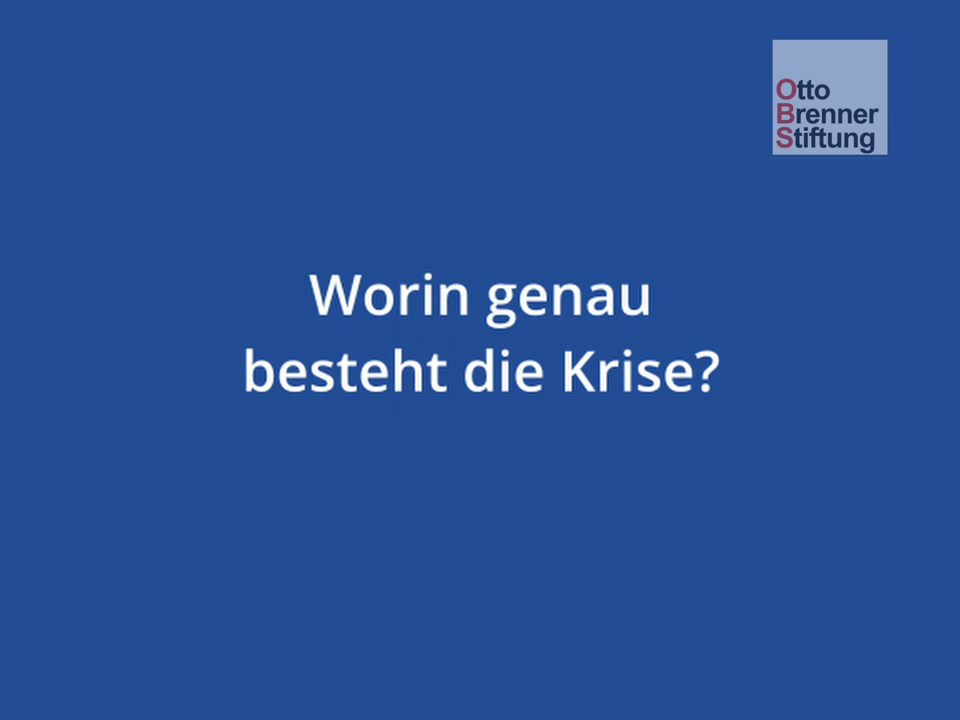 Otto
Brenner
Stiftung
Worin genau
besteht die Krise?